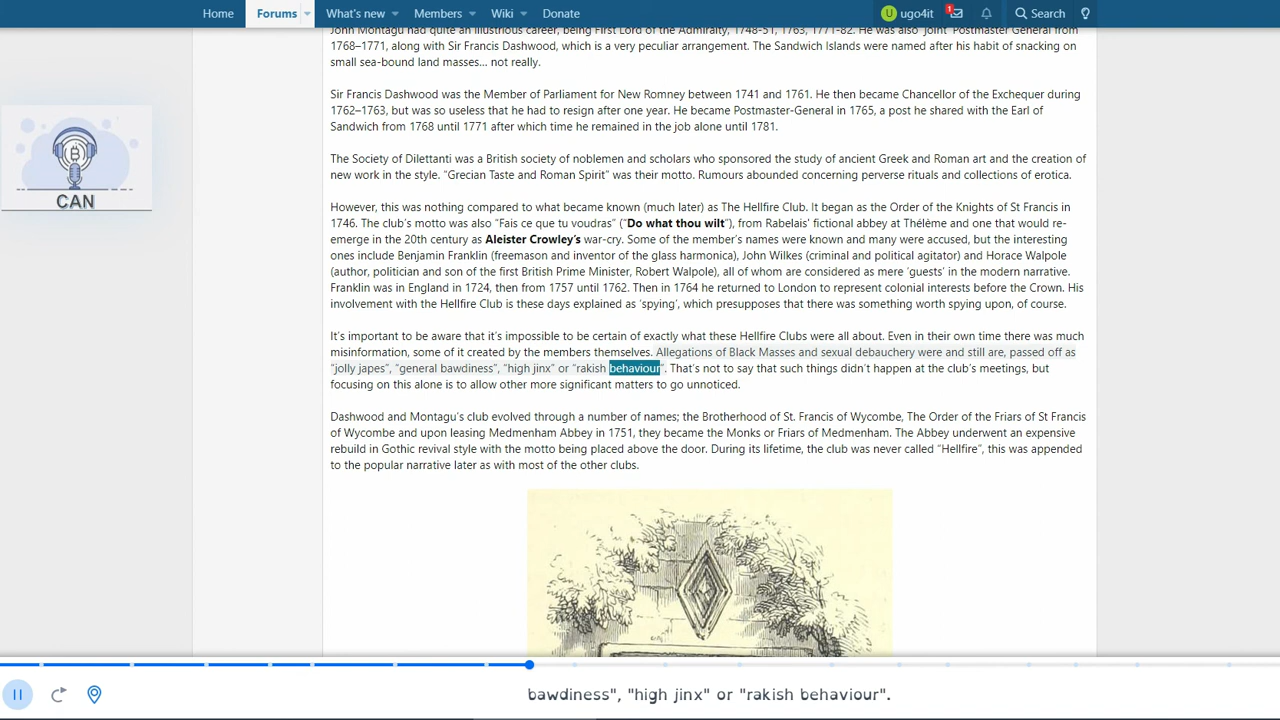 Home Forums What's new Members Wiki Donate ugo4it 1 Search
John Montagu had quite an illustrious career, being First Lord of the Admiralty, 1748-51, 1763, 1771-82. He was also 'joint' Postmaster General from
1768–1771, along with Sir Francis Dashwood, which is a very peculiar arrangement. The Sandwich Islands were named after his habit of snacking on
small sea-bound land masses… not really.
Sir Francis Dashwood was the Member of Parliament for New Romney between 1741 and 1761. He then became Chancellor of the Exchequer during
1762–1763, but was so useless that he had to resign after one year. He became Postmaster-General in 1765, a post he shared with the Earl of
Sandwich from 1768 until 1771 after which time he remained in the job alone until 1781.
The Society of Dilettanti was a British society of noblemen and scholars who sponsored the study of ancient Greek and Roman art and the creation of
new work in the style. “Grecian Taste and Roman Spirit” was their motto. Rumours abounded concerning perverse rituals and collections of erotica.
CAN
However, this was nothing compared to what became known (much later) as The Hellfire Club. It began as the Order of the Knights of St Francis in
1746. The club’s motto was also “Fais ce que tu voudras” (“Do what thou wilt”), from Rabelais' fictional abbey at Thélème and one that would re-
emerge in the 20th century as Aleister Crowley’s war-cry. Some of the member’s names were known and many were accused, but the interesting
ones include Benjamin Franklin (freemason and inventor of the glass harmonica), John Wilkes (criminal and political agitator) and Horace Walpole
(author, politician and son of the first British Prime Minister, Robert Walpole), all of whom are considered as mere ‘guests’ in the modern narrative.
Franklin was in England in 1724, then from 1757 until 1762. Then in 1764 he returned to London to represent colonial interests before the Crown. His
involvement with the Hellfire Club is these days explained as ‘spying’, which presupposes that there was something worth spying upon, of course.
It’s important to be aware that it’s impossible to be certain of exactly what these Hellfire Clubs were all about. Even in their own time there was much
misinformation, some of it created by the members themselves. Allegations of Black Masses and sexual debauchery were and still are, passed off as
“jolly japes”, “general bawdiness”, “high jinx” or “rakish behaviour”. That’s not to say that such things didn’t happen at the club’s meetings, but
focusing on this alone is to allow other more significant matters to go unnoticed.
Dashwood and Montagu’s club evolved through a number of names; the Brotherhood of St. Francis of Wycombe, The Order of the Friars of St Francis
of Wycombe and upon leasing Medmenham Abbey in 1751, they became the Monks or Friars of Medmenham. The Abbey underwent an expensive
rebuild in Gothic revival style with the motto being placed above the door. During its lifetime, the club was never called “Hellfire”, this was appended
to the popular narrative later as with most of the other clubs.
bawdiness", "high jinx" or "rakish behaviour".